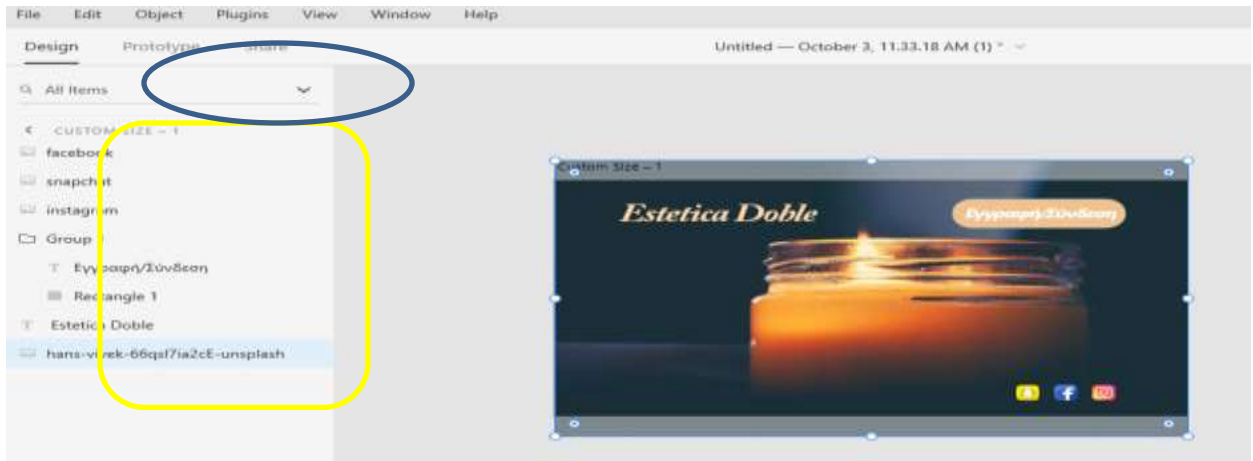 File Edit Object Plugins View Window Help
Design Prototype Share
Untitled — October 3, 11.33.18 AM (1) *
All Items
CUSTOM SIZE – 1
facebook
snapchat
instagram
Group 1
Εγγραφή/Σύνδεση
Rectangle 1
Estetica Doble
hans-vivek-66qsl7ia2cE-unsplash
Custom Size – 1
Estetica Doble
Εγγραφή/Σύνδεση